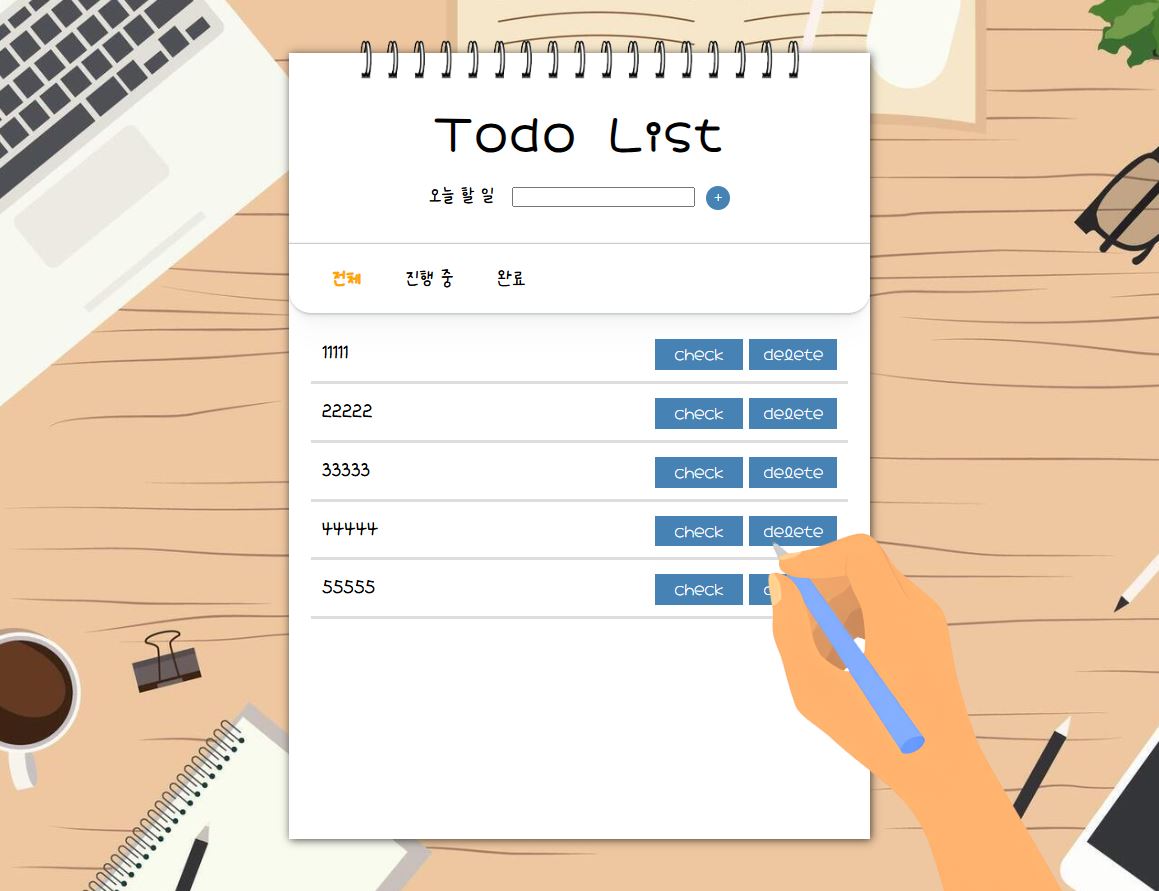 Todo List
오늘 할 일 +
전체 진행 중 완료
11111 check delete
22222 check delete
33333 check delete
44444 check delete
55555 check